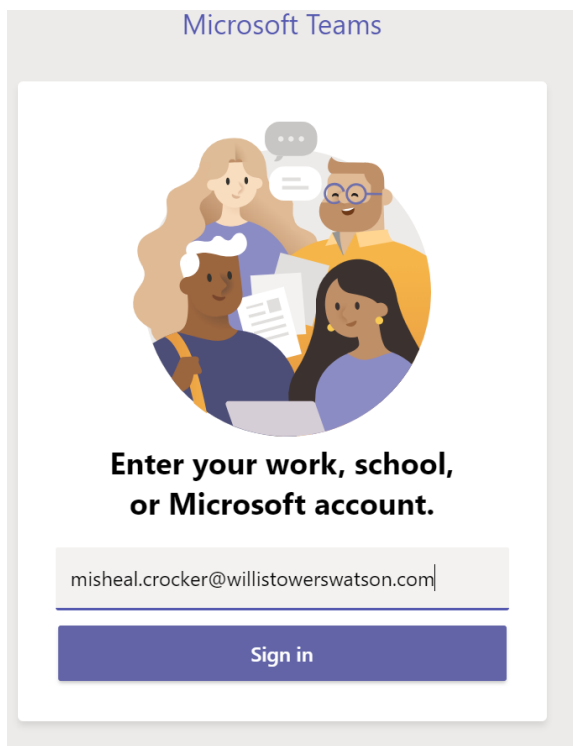 Microsoft Teams
Enter your work, school,
or Microsoft account.
misheal.crocker@willistowerswatson.com
Sign in